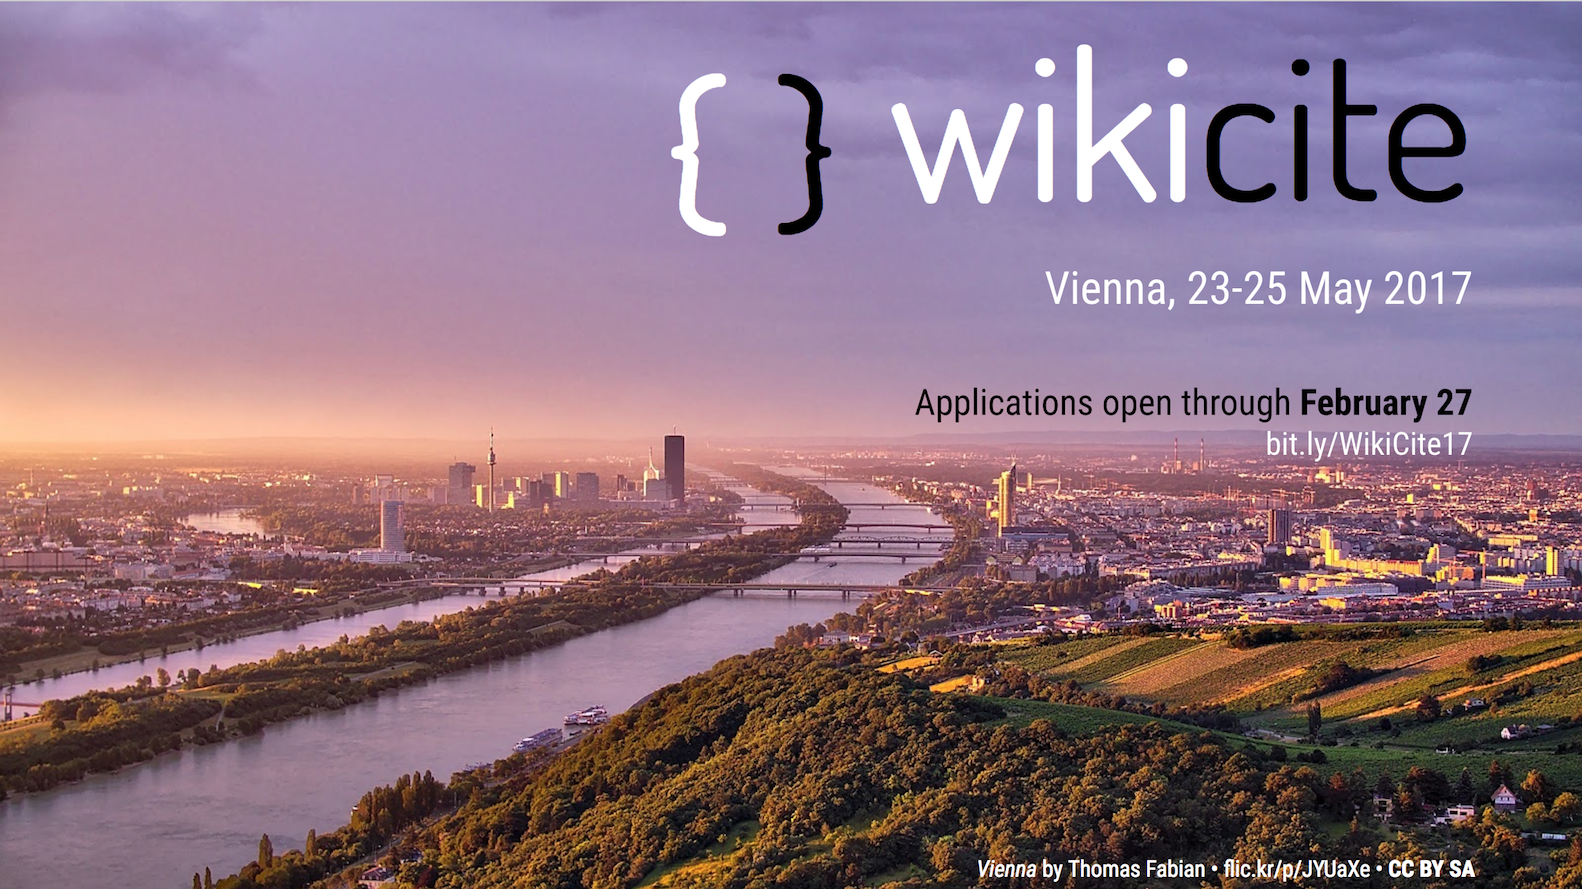 { } wikicite
Vienna, 23-25 May 2017
Applications open through February 27
bit.ly/WikiCite17
Vienna by Thomas Fabian • flic.kr/p/JYUaXe • CC BY SA